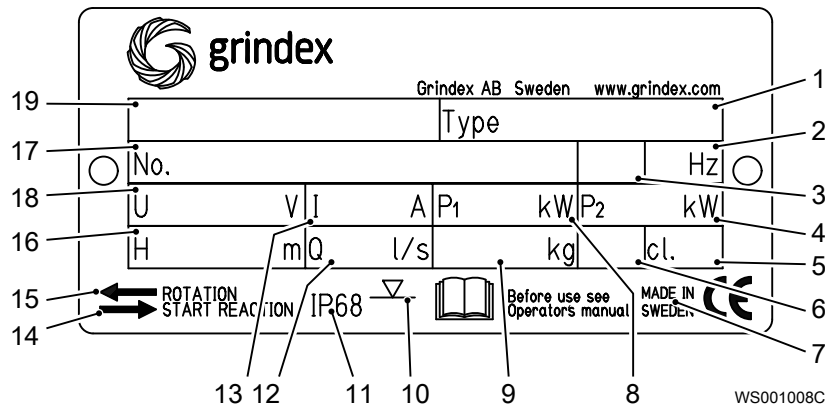 grindex
Grindex AB Sweden www.grindex.com
1
19
Type
2
17
No.
Hz
3
18
U V I A P1 kW P2 kW
4
16
H m Q l/s kg cl.
5
6
15
ROTATION
14
START REACTION
IP68
Before use see
Operator's manual
MADE IN
SWEDEN
CE
7
13 12 11 10 9 8
WS001008C